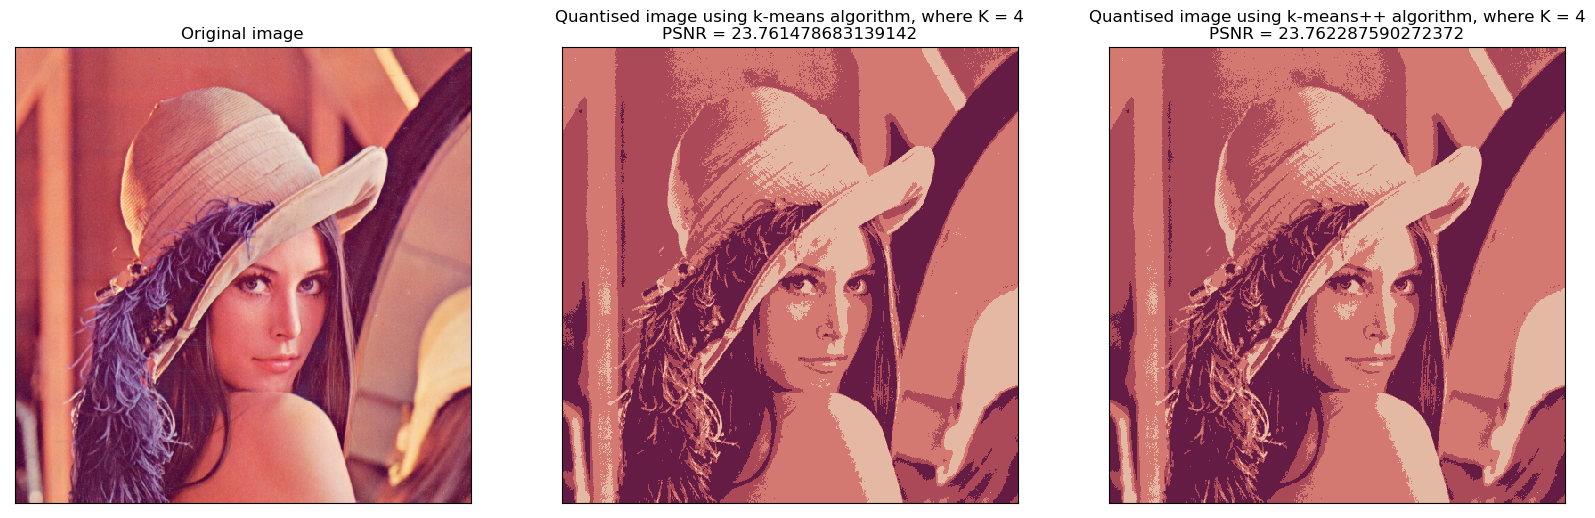 Original image
Quantised image using k-means algorithm, where K = 4
PSNR = 23.761478683139142
Quantised image using k-means++ algorithm, where K = 4
PSNR = 23.762287590272372